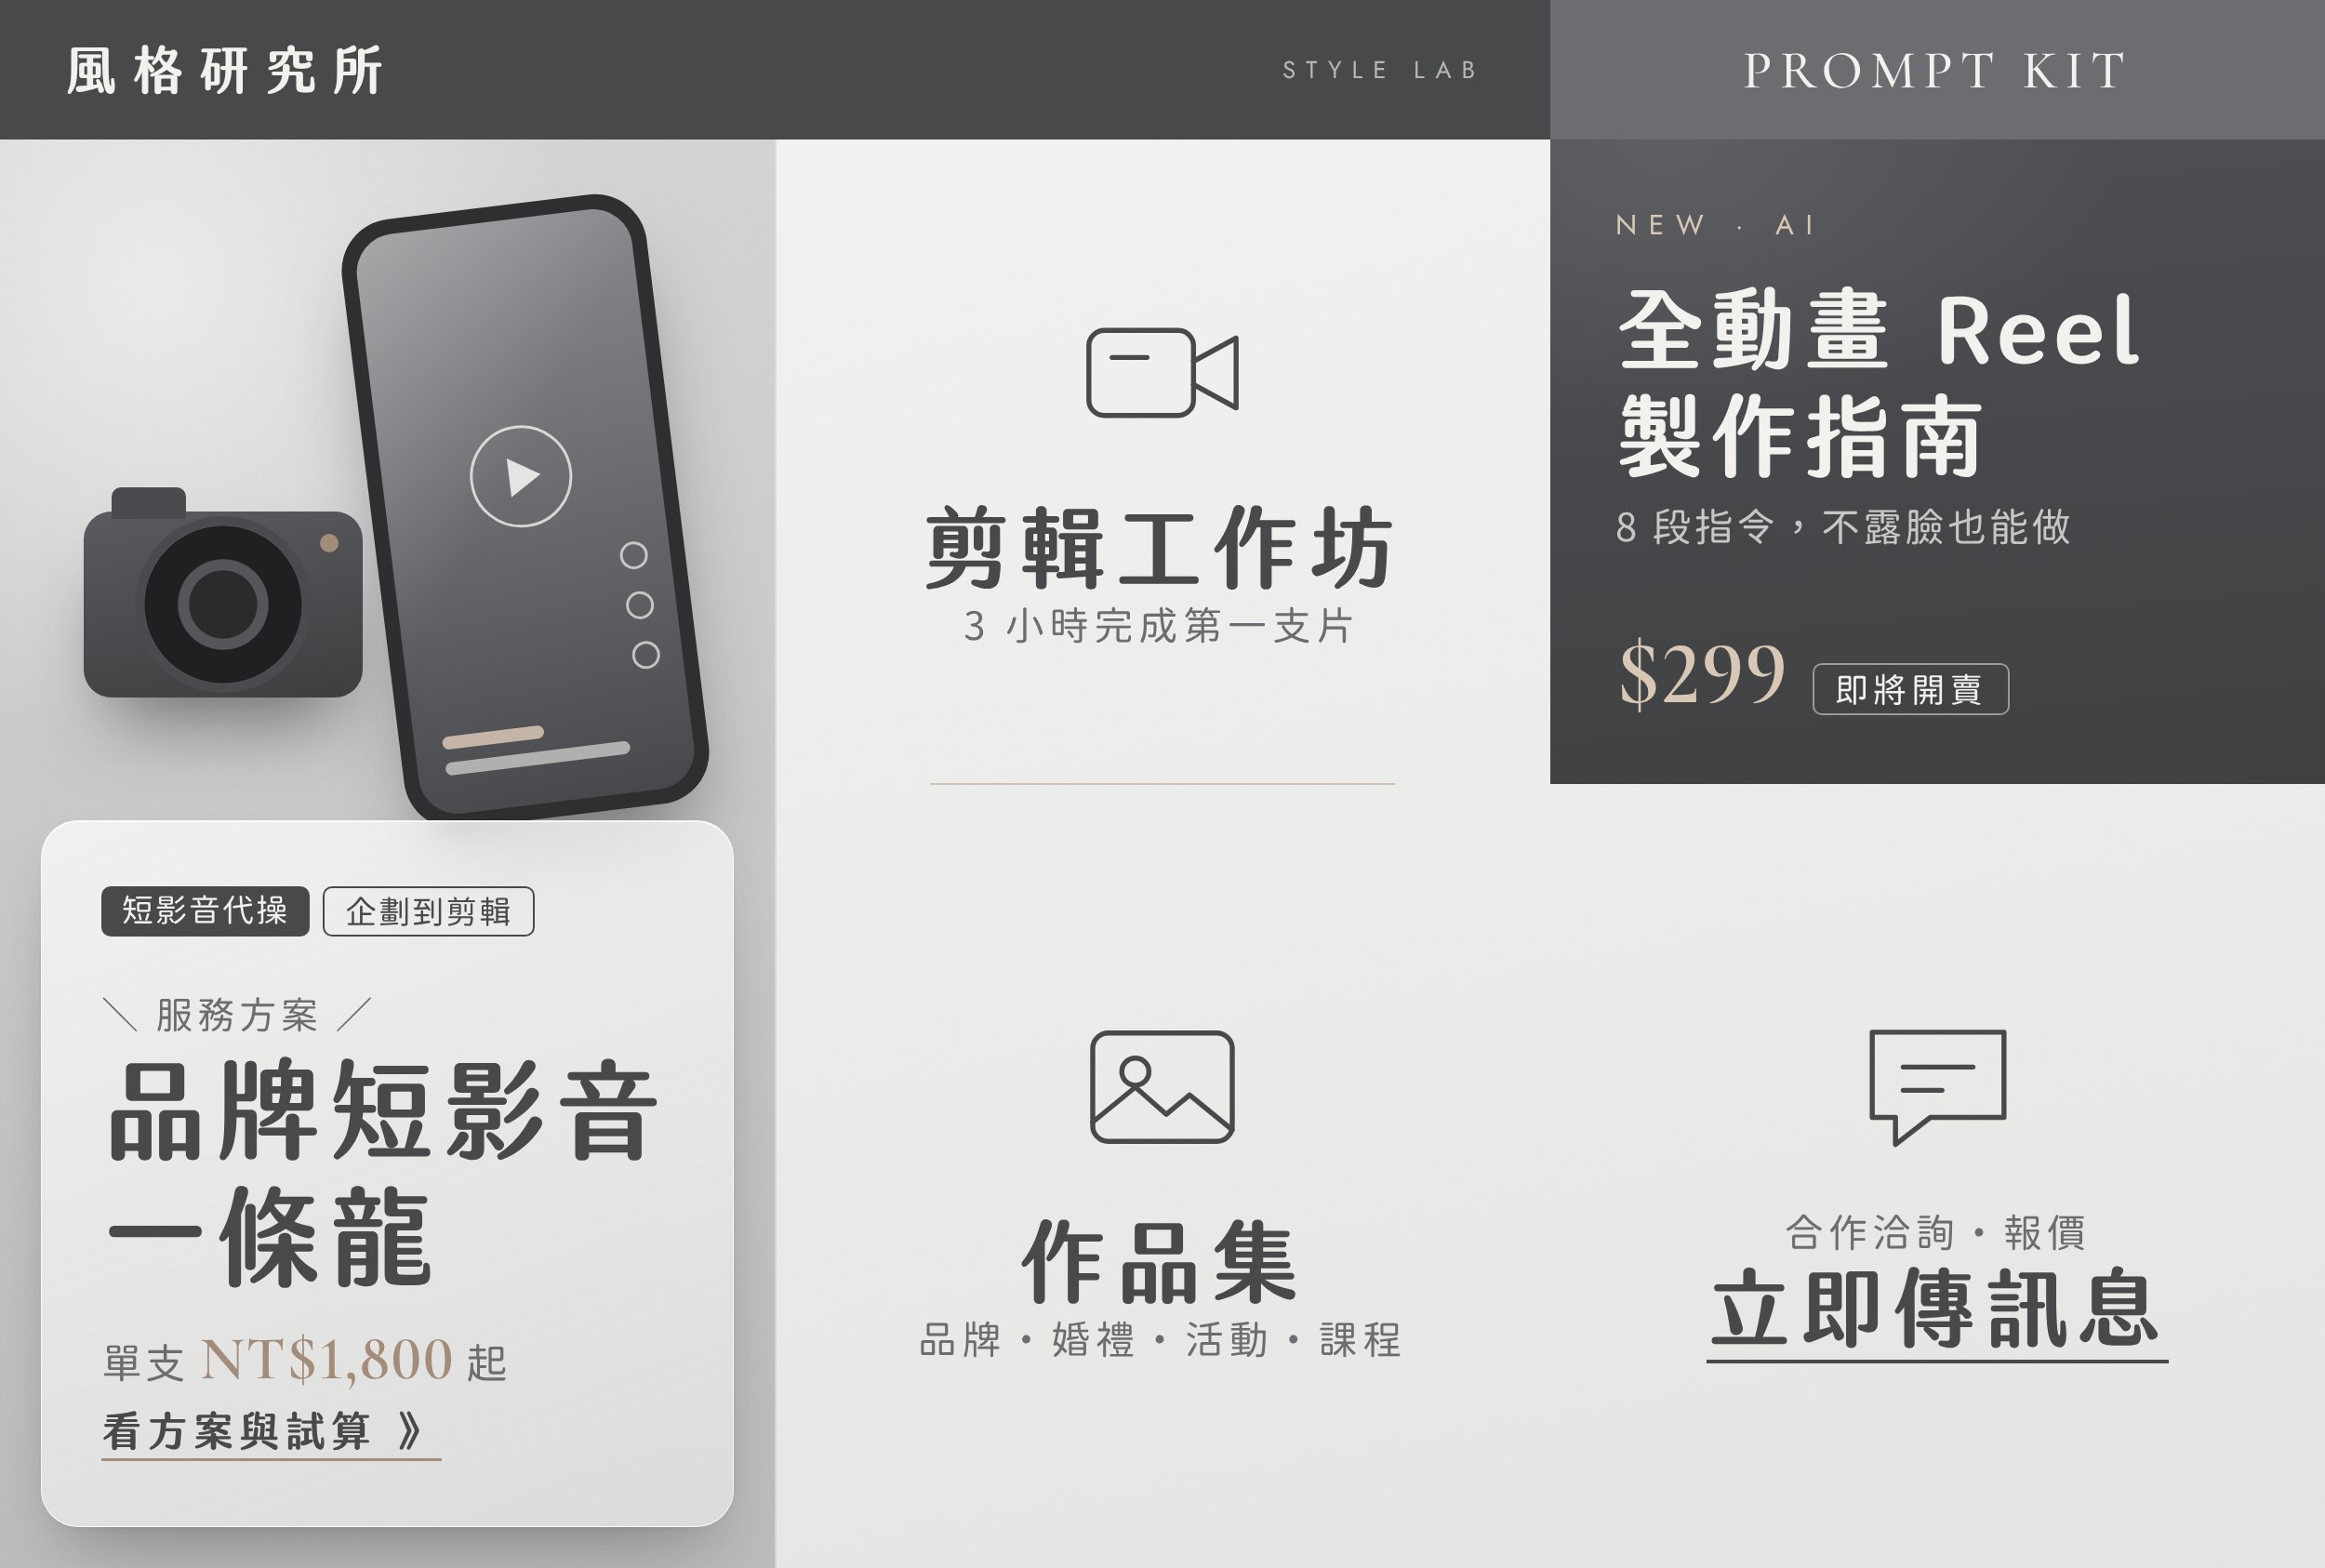 風格研究所
STYLE LAB
PROMPT KIT
短影音代操
企劃到剪輯
＼ 服務方案 ／
品牌短影音
一條龍
單支 NT$1,800 起
看方案與試算 》
剪輯工作坊
3 小時完成第一支片
NEW · AI
全動畫 Reel
製作指南
8 段指令，不露臉也能做
$299
即將開賣
作品集
品牌・婚禮・活動・課程
合作洽詢・報價
立即傳訊息